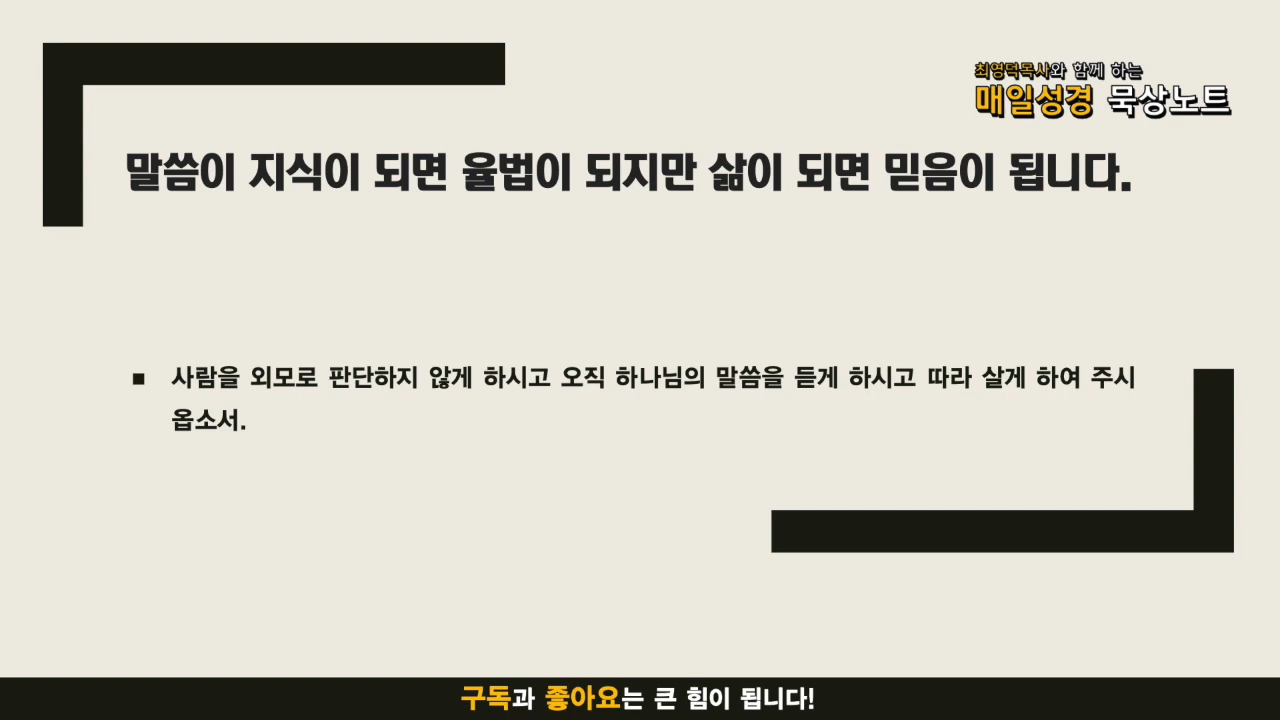 최영덕목사와 함께 하는
매일성경 묵상노트
말씀이 지식이 되면 율법이 되지만 삶이 되면 믿음이 됩니다.
■ 사람을 외모로 판단하지 않게 하시고 오직 하나님의 말씀을 듣게 하시고 따라 살게 하여 주시
옵소서.
구독과 좋아요는 큰 힘이 됩니다!